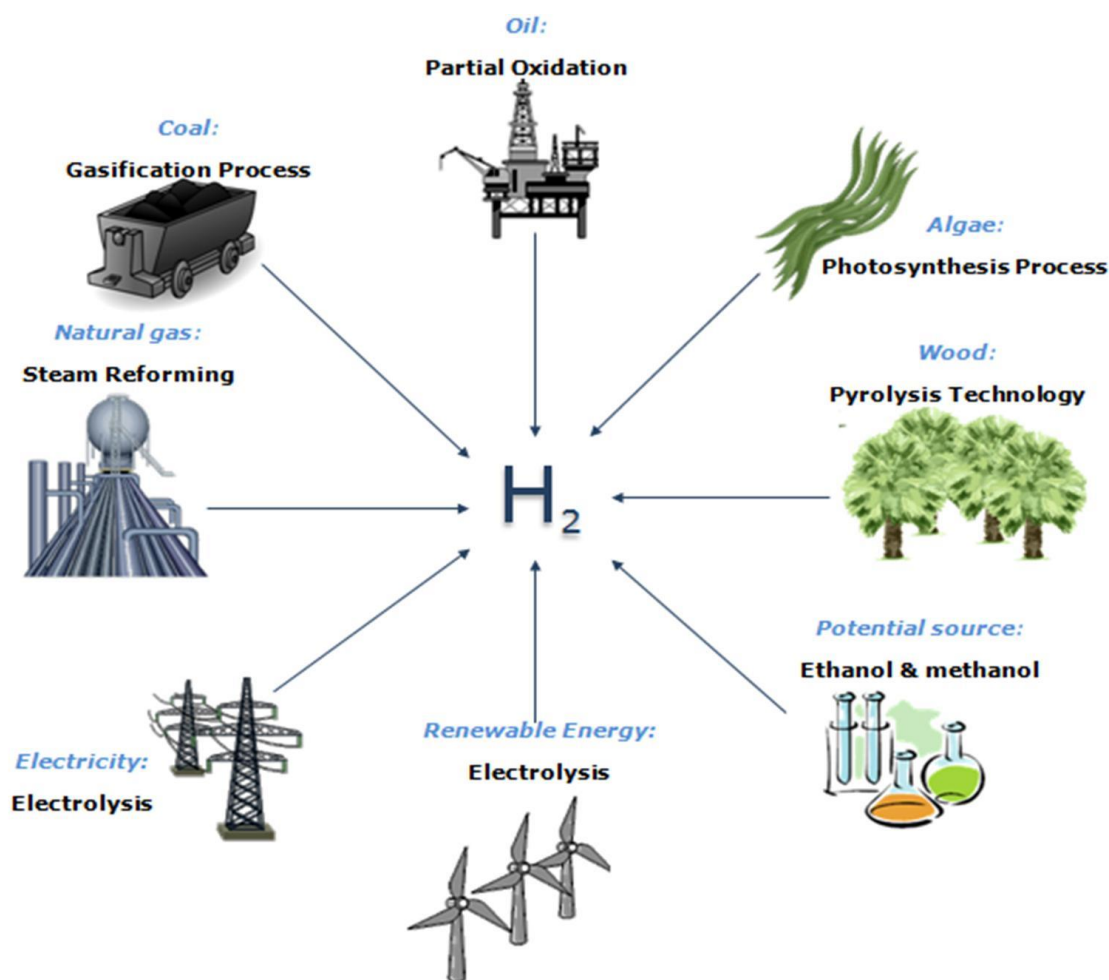 Oil:
Partial Oxidation
Coal:
Gasification Process
Algae:
Photosynthesis Process
Natural gas:
Steam Reforming
Wood:
Pyrolysis Technology
H2
Potential source:
Ethanol & methanol
Renewable Energy:
Electrolysis
Electricity:
Electrolysis